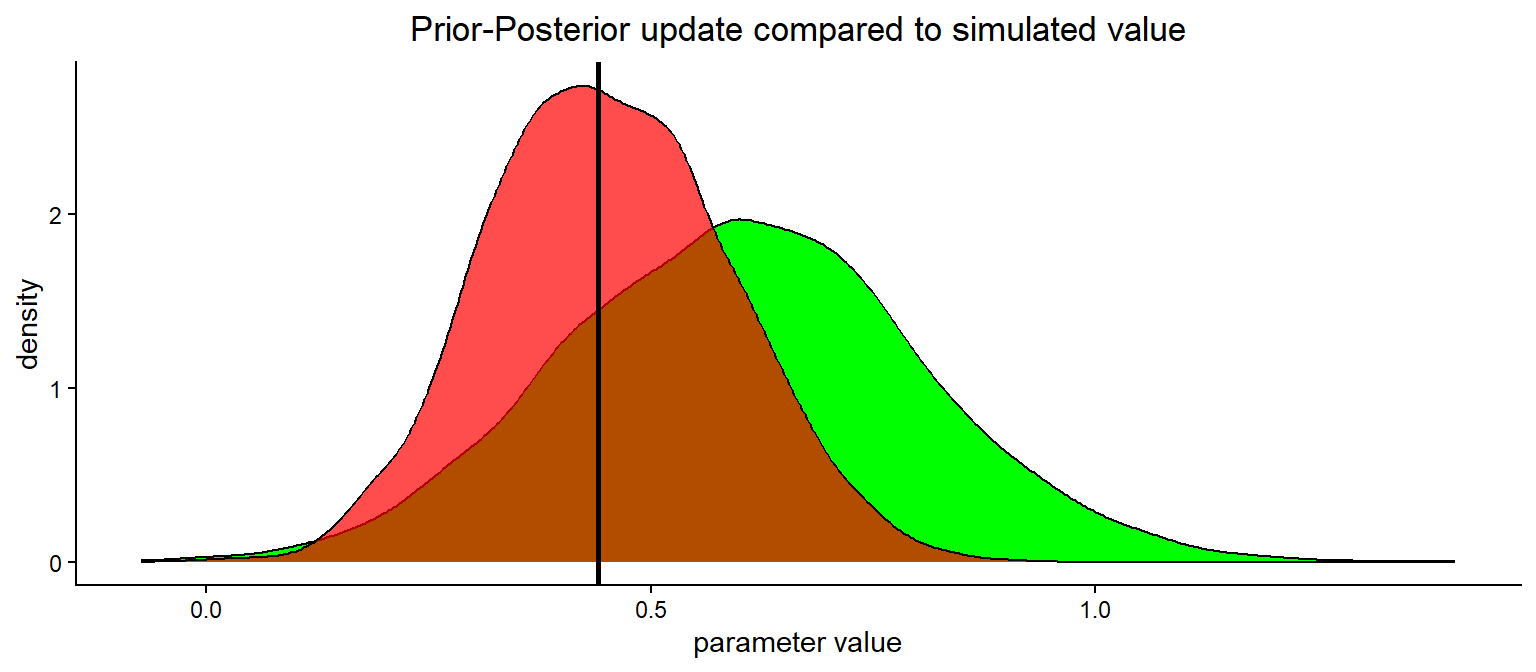 Prior-Posterior update compared to simulated value
density
2
1
0
0.0
0.5
1.0
parameter value